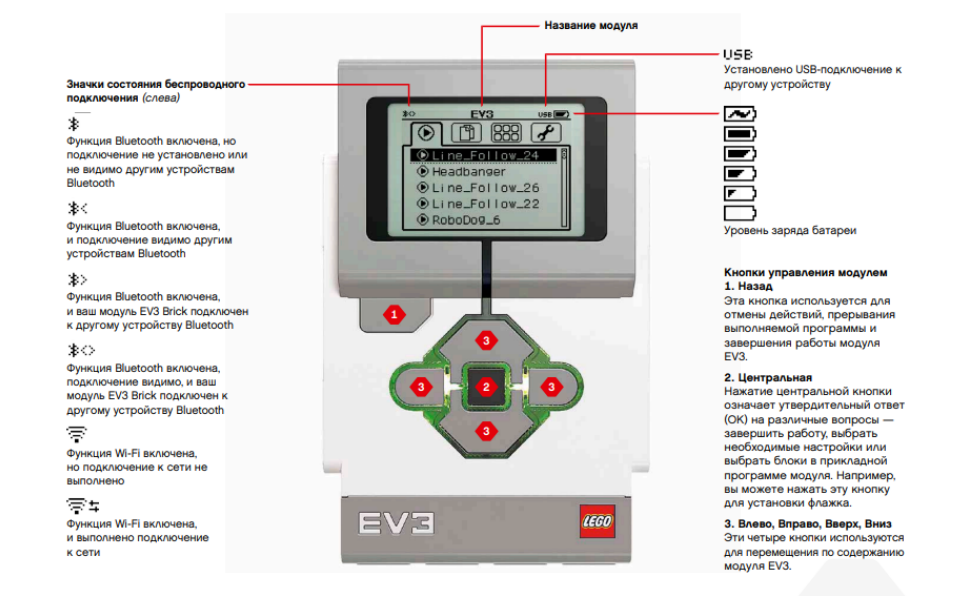 Название модуля
Значки состояния беспроводного
подключения (слева)
Функция Bluetooth включена, но
подключение не установлено или
не видимо другим устройствам
Bluetooth
Функция Bluetooth включена,
и подключение видимо другим
устройствам Bluetooth
Функция Bluetooth включена,
и ваш модуль EV3 Brick подключен
к другому устройству Bluetooth
Функция Bluetooth включена,
подключение видимо, и ваш
модуль EV3 Brick подключен к
другому устройству Bluetooth
Функция Wi-Fi включена,
но подключение к сети не
выполнено
Функция Wi-Fi включена,
и выполнено подключение
к сети
EV3 USB
Line_Follow_24
Headbanger
Line_Follow_26
Line_Follow_22
RoboDog_6
1
3
3
2
3
3
EV3
LEGO
USB
Установлено USB-подключение к
другому устройству
Уровень заряда батареи
Кнопки управления модулем
1. Назад
Эта кнопка используется для
отмены действий, прерывания
выполняемой программы и
завершения работы модуля
EV3.
2. Центральная
Нажатие центральной кнопки
означает утвердительный ответ
(OK) на различные вопросы —
завершить работу, выбрать
необходимые настройки или
выбрать блоки в прикладной
программе модуля. Например,
вы можете нажать эту кнопку
для установки флажка.
3. Влево, Вправо, Вверх, Вниз
Эти четыре кнопки используются
для перемещения по содержанию
модуля EV3.